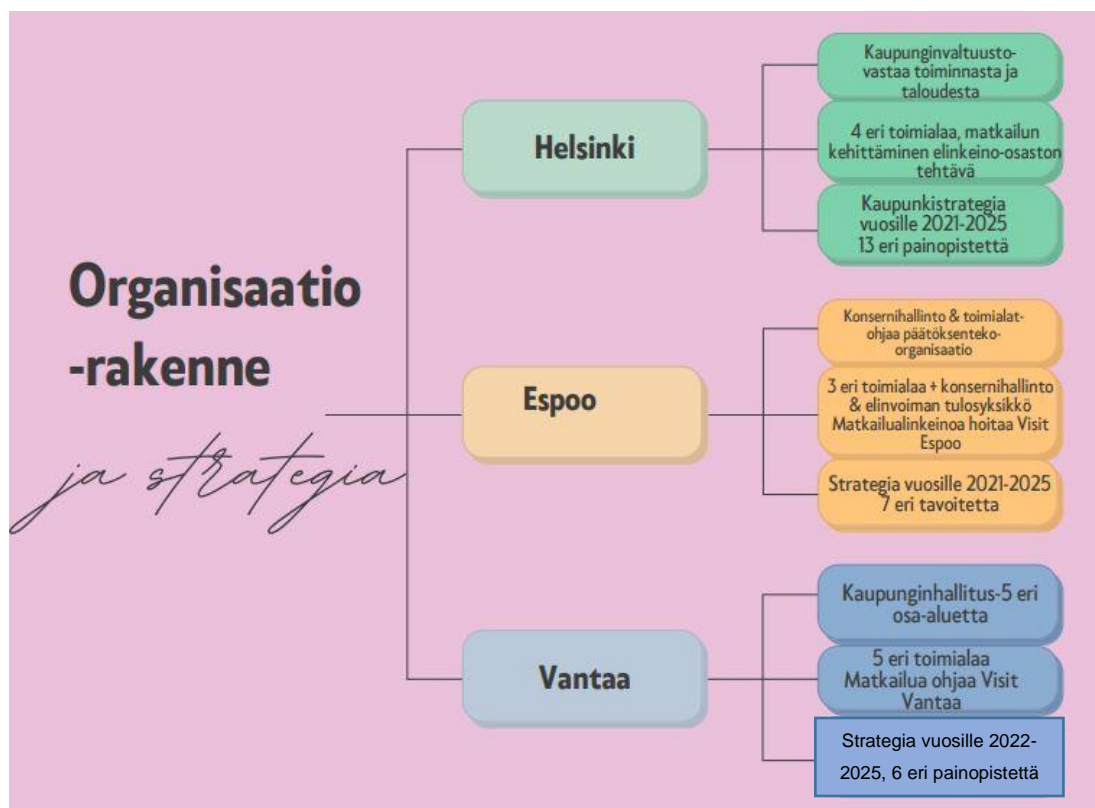 Organisaatio
-rakenne
ja strategia
Helsinki
Kaupunginvaltuusto-
vastaa toiminnasta ja
taloudesta
4 eri toimialaa, matkailun
kehittäminen elinkeino-osaston
tehtävä
Kaupunkistrategia
vuosille 2021-2025
13 eri painopistettä
Espoo
Konsernihallinto & toimialat-
ohjaa päätöksenteko-
organisaatio
3 eri toimialaa + konsernihallinto
& elinvoiman tulosyksikkö
Matkailualinkeinoa hoitaa Visit
Espoo
Strategia vuosille 2021-2025
7 eri tavoitetta
Vantaa
Kaupunginhallitus-5 eri
osa-aluetta
5 eri toimialaa
Matkailua ohjaa Visit
Vantaa
Strategia vuosille 2022-
2025, 6 eri painopistettä